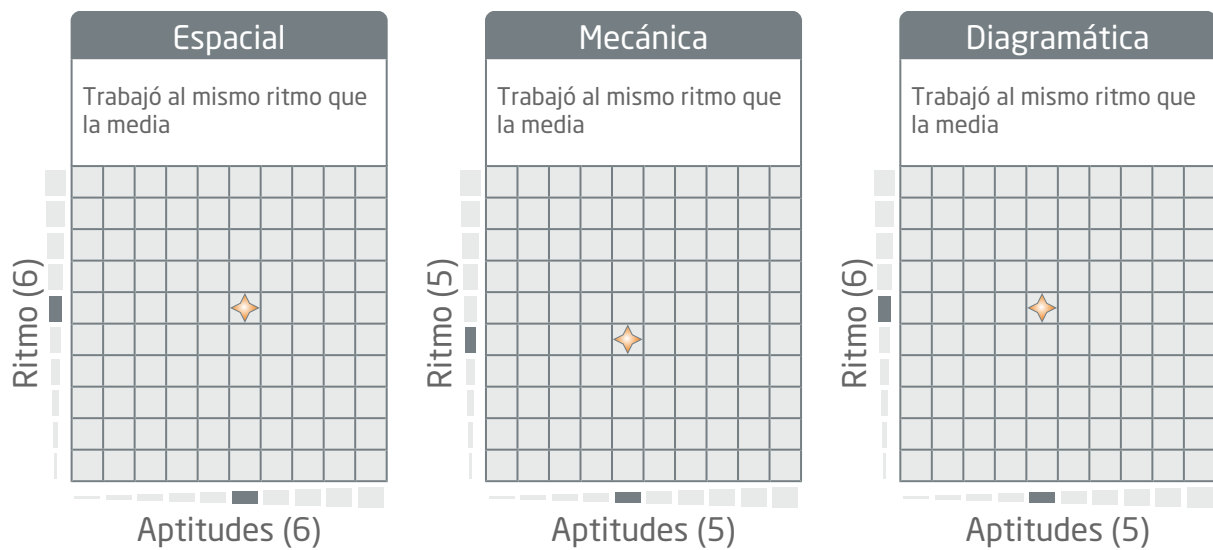 Espacial
Trabajó al mismo ritmo que
la media
Ritmo (6)
Aptitudes (6)
Mecánica
Trabajó al mismo ritmo que
la media
Ritmo (5)
Aptitudes (5)
Diagramática
Trabajó al mismo ritmo que
la media
Ritmo (6)
Aptitudes (5)